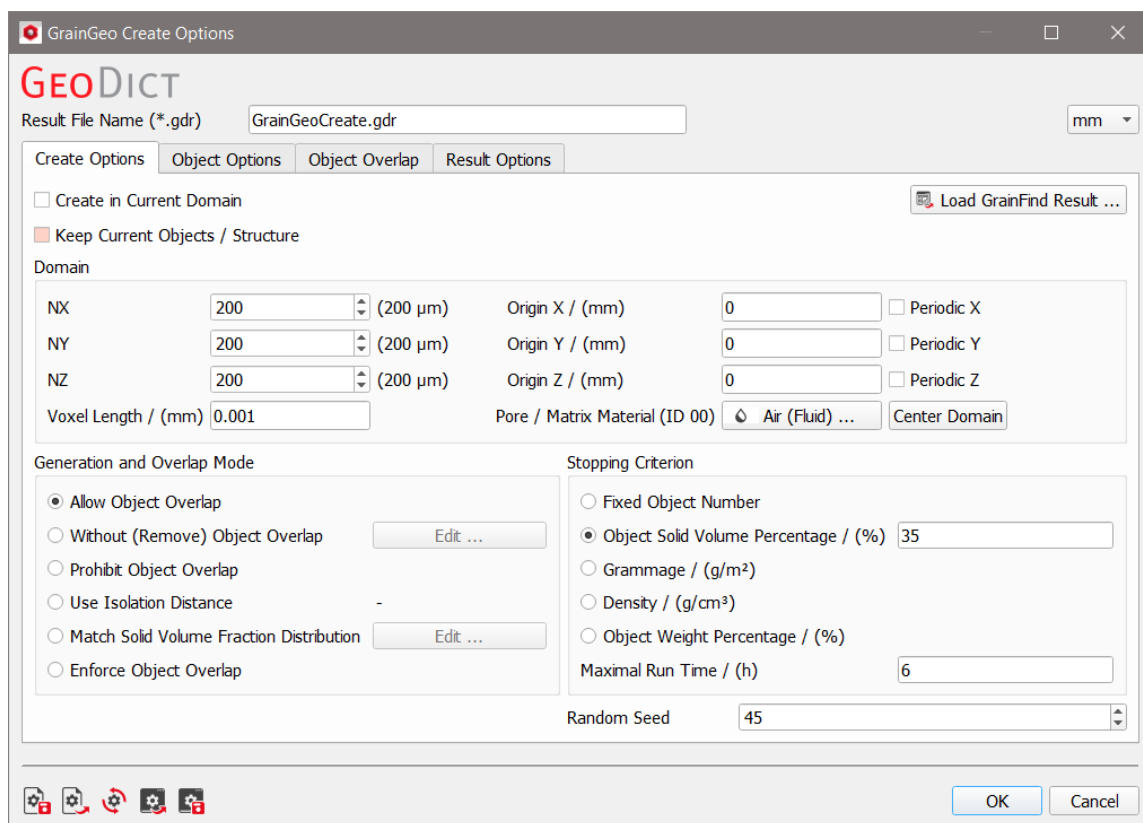 GrainGeo Create Options
GEODICT
Result File Name (*.gdr) GrainGeoCreate.gdr mm
Create Options Object Options Object Overlap Result Options
Create in Current Domain Load GrainFind Result ...
Keep Current Objects / Structure
Domain
NX 200 (200 µm) Origin X / (mm) 0 Periodic X
NY 200 (200 µm) Origin Y / (mm) 0 Periodic Y
NZ 200 (200 µm) Origin Z / (mm) 0 Periodic Z
Voxel Length / (mm) 0.001 Pore / Matrix Material (ID 00) Air (Fluid) ... Center Domain
Generation and Overlap Mode Stopping Criterion
Allow Object Overlap Fixed Object Number
Without (Remove) Object Overlap Edit ... Object Solid Volume Percentage / (%) 35
Prohibit Object Overlap Grammage / (g/m²)
Use Isolation Distance - Density / (g/cm³)
Match Solid Volume Fraction Distribution Edit ... Object Weight Percentage / (%)
Enforce Object Overlap Maximal Run Time / (h) 6
Random Seed 45
OK Cancel